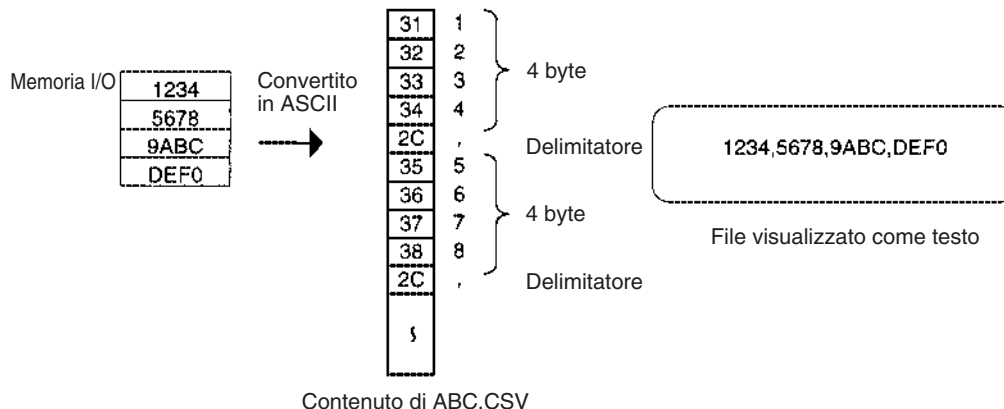 Memoria I/O
1234
5678
9ABC
DEF0
Convertito
in ASCII
31 1
32 2
33 3
34 4
2C ,
35 5
36 6
37 7
38 8
2C ,
4 byte
Delimitatore
4 byte
Delimitatore
Contenuto di ABC.CSV
1234,5678,9ABC,DEF0
File visualizzato come testo